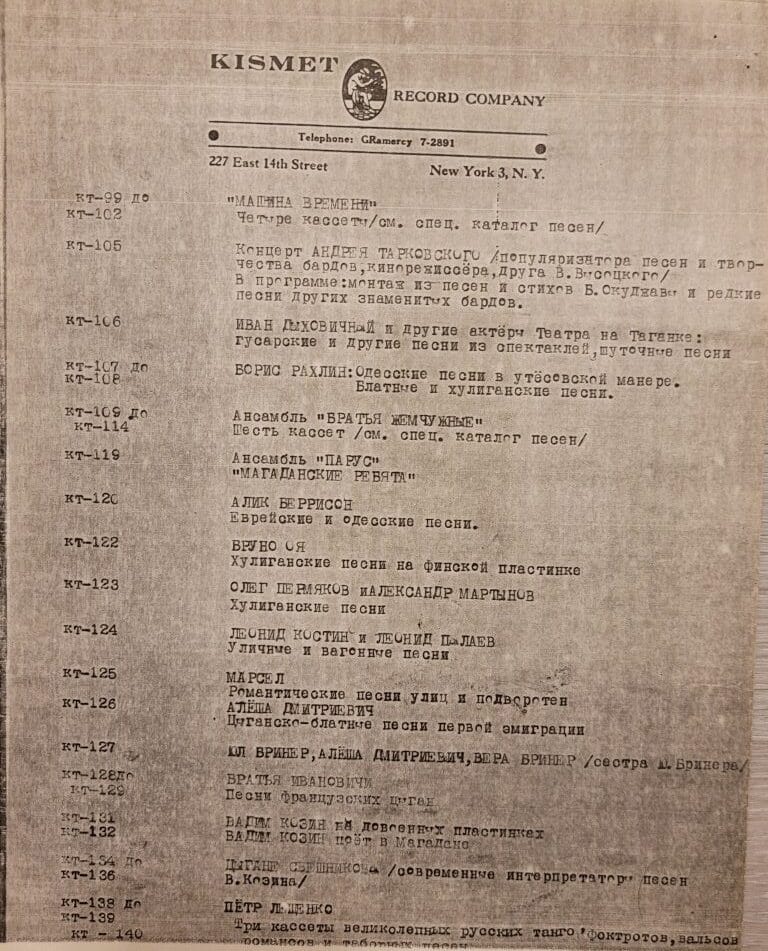 KISMET
RECORD COMPANY
Telephone: GRamercy 7-2891
227 East 14th Street New York 3, N. Y.
кт-99 до "МАШИНА ВРЕМЕНИ"
кт-102 Четыре кассеты/см. спец. каталог песен/
кт-105 Концерт АНДРЕЯ ТАРКОВСКОГО /популяризатора песен и твор-
чества бардов,кинорежиссёра,друга В.Высоцкого/
В программе:монтаж из песен и стихов Б.Окуджавы и редкие
песни других знаменитых бардов.
кт-106 ИВАН ДЫХОВИЧНЫЙ и другие актёры Театра на Таганке:
гусарские и другие песни из спектаклей,шуточные песни
кт-107 до БОРИС РАХЛИН:Одесские песни в утёсовской манере.
кт-108 Блатные и хулиганские песни.
кт-109 до Ансамбль "БРАТЬЯ ЖЕМЧУЖНЫЕ"
кт-114 Шесть кассет /см. спец. каталог песен/
кт-119 Ансамбль "ПАРУС"
"МАГАДАНСКИЕ РЕБЯТА"
кт-120 АЛИК БЕРРИСОН
Еврейские и одесские песни.
кт-122 БРУНО ОЯ
Хулиганские песни на финской пластинке
кт-123 ОЛЕГ ПЕРМЯКОВ иАЛЕКСАНДР МАРТЫНОВ
Хулиганские песни
кт-124 ЛЕОНИД КОСТИН и ЛЕОНИД ПАЛАЕВ
Уличные и вагонные песни
кт-125 МАРСЕЛ
Романтические песни улиц и подворотен
кт-126 АЛЁША ДМИТРИЕВИЧ
Цыганско-блатные песни первой эмиграции
кт-127 ЮЛ БРИНЕР,АЛЁША ДМИТРИЕВИЧ,ВЕРА БРИНЕР /сестра Ю.Бринера/
кт-128до БРАТЬЯ ИВАНОВИЧИ
кт-129 Песни французских цыган
кт-131 ВАДИМ КОЗИН на довоенных пластинках
кт-132 ВАДИМ КОЗИН поёт в Магадане
кт-134 до ЦЫГАНЕ СВЕШНИКОВА /современные интерпретаторы песен
кт-136 В.Козина/
кт-138 до ПЁТР ЛЕЩЕНКО
кт-139 Три кассеты великолепных русских танго, фокстротов,вальсов
кт - 140 романсов и таборных песен